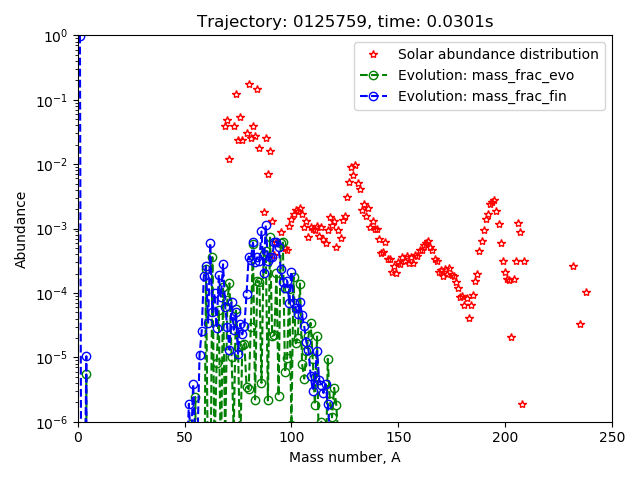 Trajectory: 0125759, time: 0.0301s
Solar abundance distribution
Evolution: mass_frac_evo
Evolution: mass_frac_fin
Abundance
10⁰
10⁻¹
10⁻²
10⁻³
10⁻⁴
10⁻⁵
10⁻⁶
0 50 100 150 200 250
Mass number, A